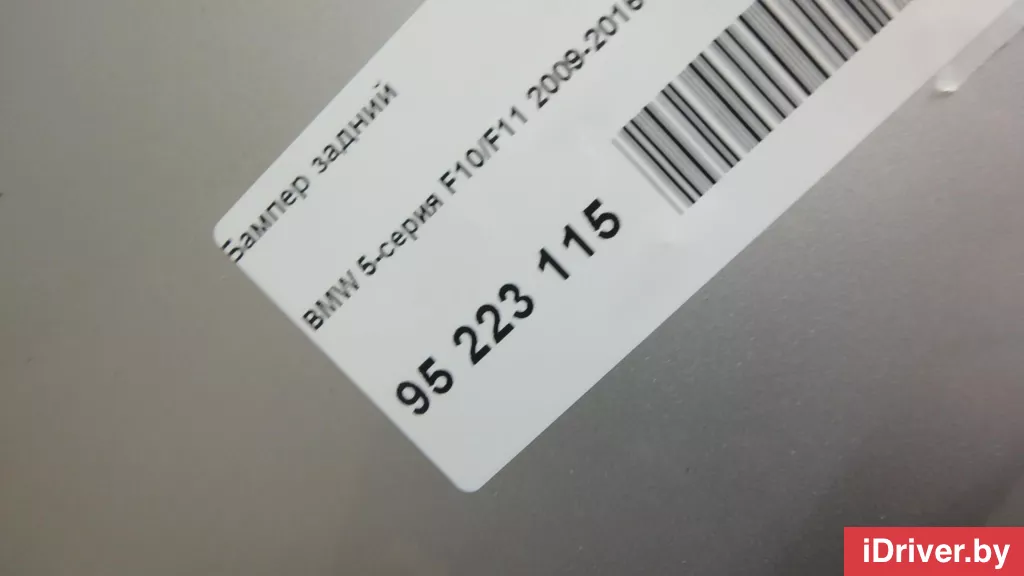 Бампер задний
BMW 5-серия F10/F11 2009-2016
95 223 115
iDriver.by